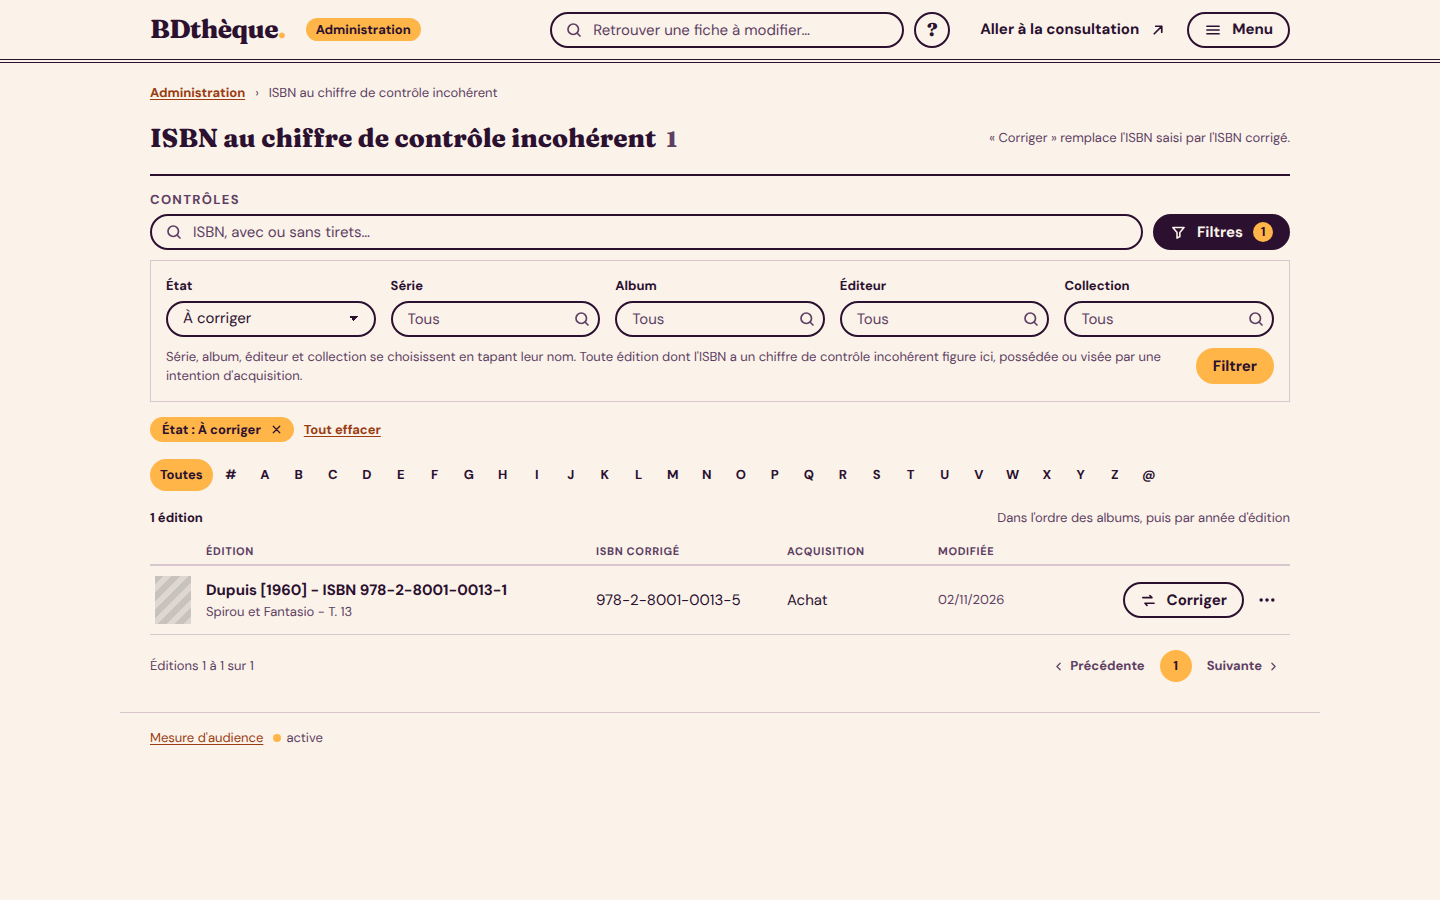 BDthèque.
Administration
Retrouver une fiche à modifier...
?
Aller à la consultation
Menu
Administration › ISBN au chiffre de contrôle incohérent
ISBN au chiffre de contrôle incohérent 1
« Corriger » remplace l'ISBN saisi par l'ISBN corrigé.
CONTRÔLES
ISBN, avec ou sans tirets...
Filtres 1
État
Série
Album
Éditeur
Collection
À corriger
Tous
Tous
Tous
Tous
Série, album, éditeur et collection se choisissent en tapant leur nom. Toute édition dont l'ISBN a un chiffre de contrôle incohérent figure ici, possédée ou visée par une
intention d'acquisition.
Filtrer
État : À corriger
Tout effacer
Toutes # A B C D E F G H I J K L M N O P Q R S T U V W X Y Z @
1 édition
Dans l'ordre des albums, puis par année d'édition
ÉDITION ISBN CORRIGÉ ACQUISITION MODIFIÉE
Dupuis [1960] - ISBN 978-2-8001-0013-1
Spirou et Fantasio - T. 13
978-2-8001-0013-5
Achat
02/11/2026
Corriger
Éditions 1 à 1 sur 1
‹ Précédente 1 Suivante ›
Mesure d'audience
active